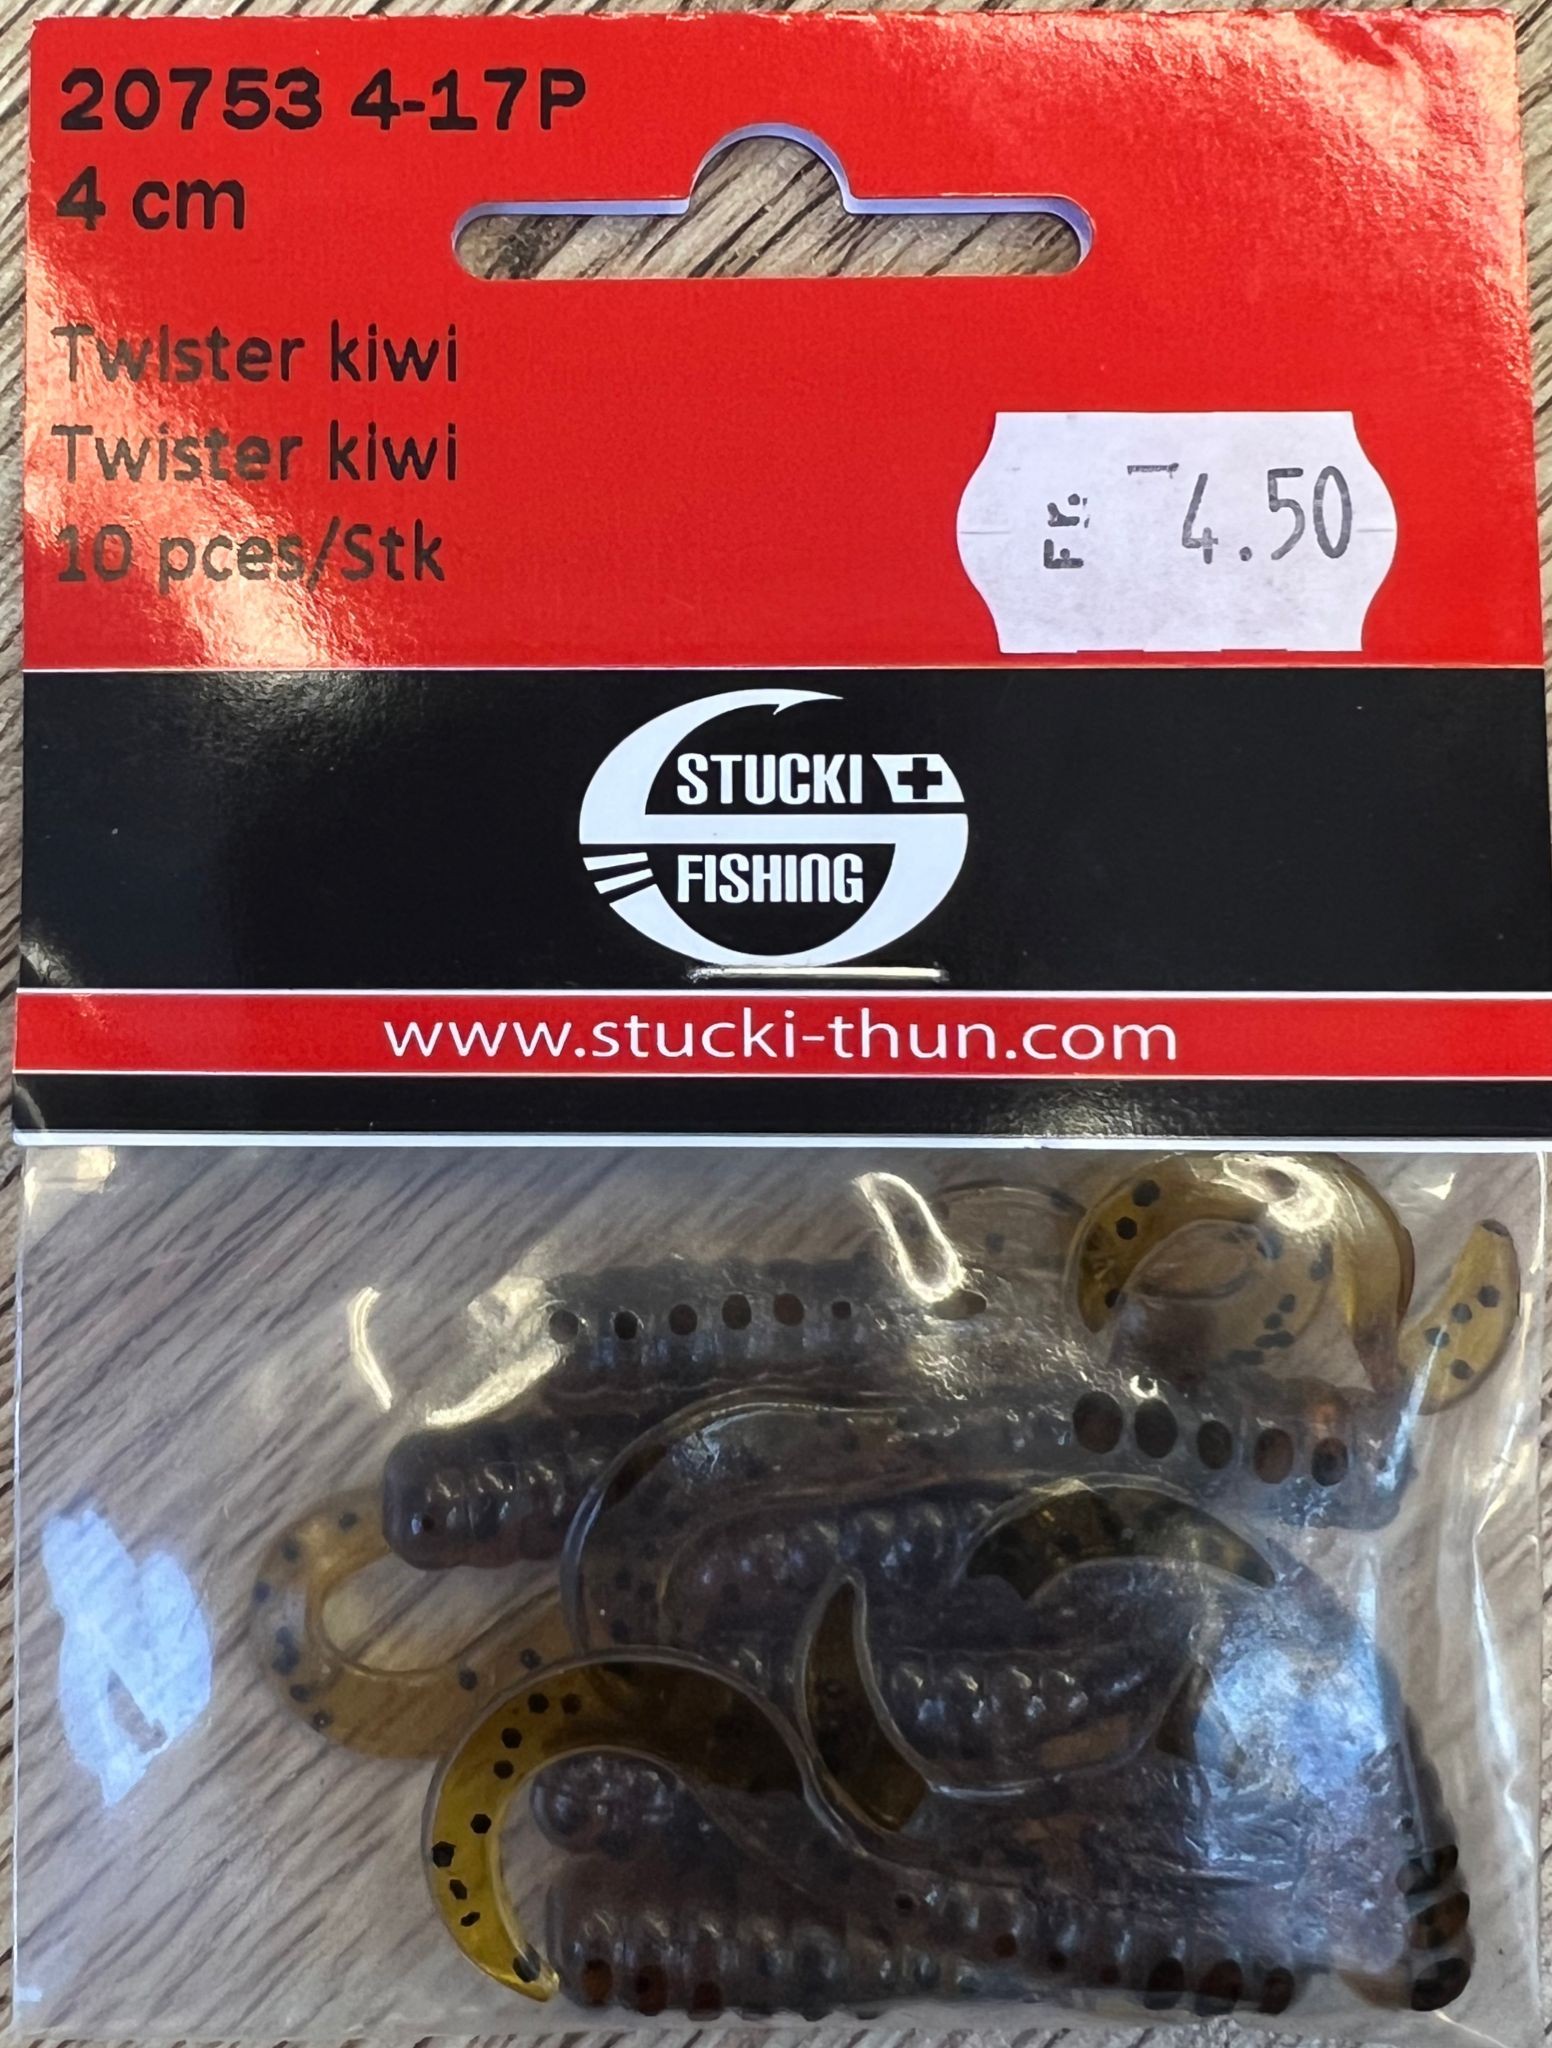 20753 4-17P
4 cm
Twister kiwi
Twister kiwi
10 pces/Stk
Fr. 4.50
STUCKI
FISHING
www.stucki-thun.com